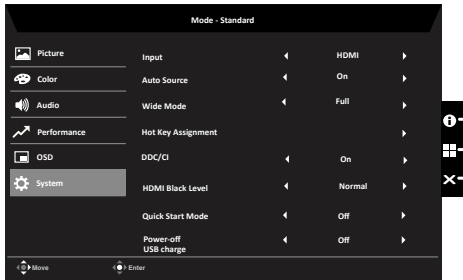 Mode - Standard
Picture
Color
Audio
Performance
OSD
System
Input HDMI
Auto Source On
Wide Mode Full
Hot Key Assignment
DDC/CI On
HDMI Black Level Normal
Quick Start Mode Off
Power-off Off
USB charge
Move Enter